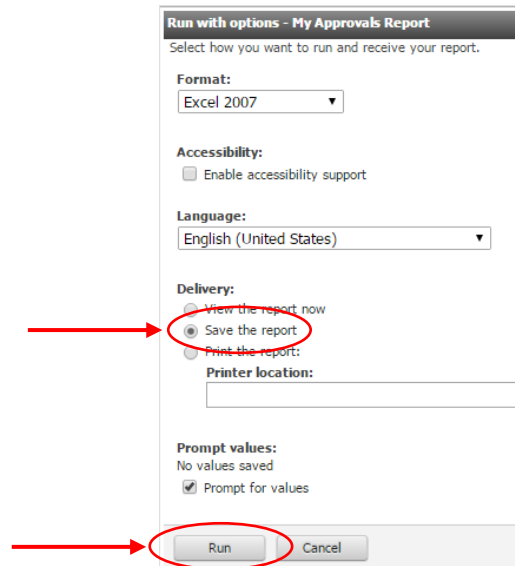 Run with options - My Approvals Report
Select how you want to run and receive your report.
Format:
Excel 2007
Accessibility:
Enable accessibility support
Language:
English (United States)
Delivery:
View the report now
Save the report
Print the report:
Printer location:
Prompt values:
No values saved
Prompt for values
Run Cancel